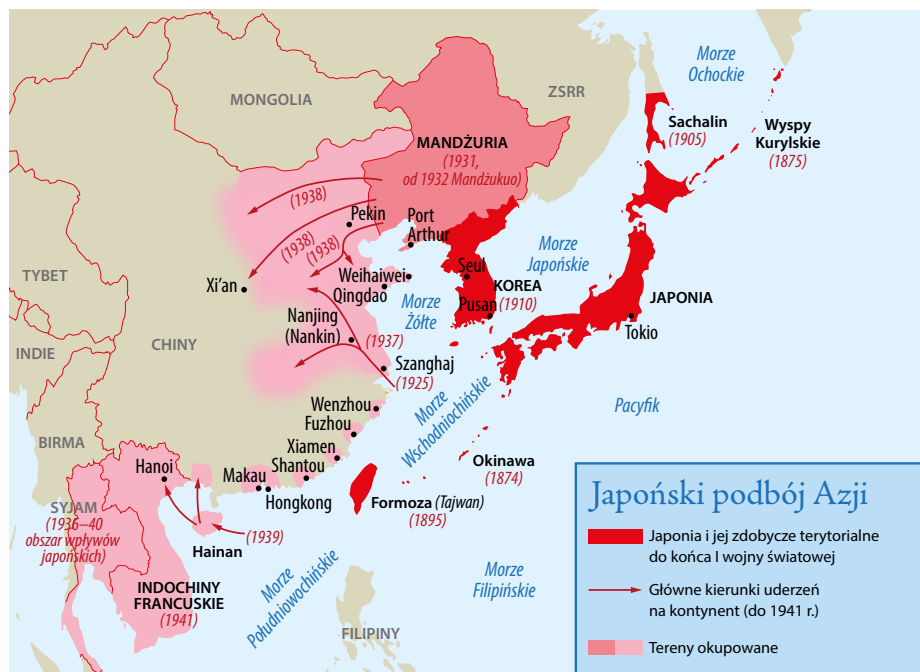 Morze
Ochockie
ZSRR
MONGOLIA
Sachalin
(1905)
Wyspy
Kurylskie
(1875)
MANDŻURIA
(1931,
od 1932 Mandżukuo)
(1938)
Pekin
Port
Arthur
(1938)
(1938)
Morze
Japońskie
TYBET
Xi'an
Weihaiwei
Qingdao
Seul
KOREA
(1910)
Pusan
JAPONIA
Tokio
Morze
Żółte
Nanjing
(Nankin)
(1937)
INDIE
CHINY
Szanghaj
(1925)
Morze
Wschodniochińskie
Pacyfik
Wenzhou
Fuzhou
BIRMA
Xiamen
Shantou
Hanoi
Makau
Hongkong
Okinawa
(1874)
Formoza (Tajwan)
(1895)
SYJAM
(1936–40
obszar wpływów
japońskich)
(1939)
Hainan
INDOCHINY
FRANCUSKIE
(1941)
Morze
Południowochińskie
Morze
Filipińskie
FILIPINY
Japoński podbój Azji
Japonia i jej zdobycze terytorialne
do końca I wojny światowej
Główne kierunki uderzeń
na kontynent (do 1941 r.)
Tereny okupowane